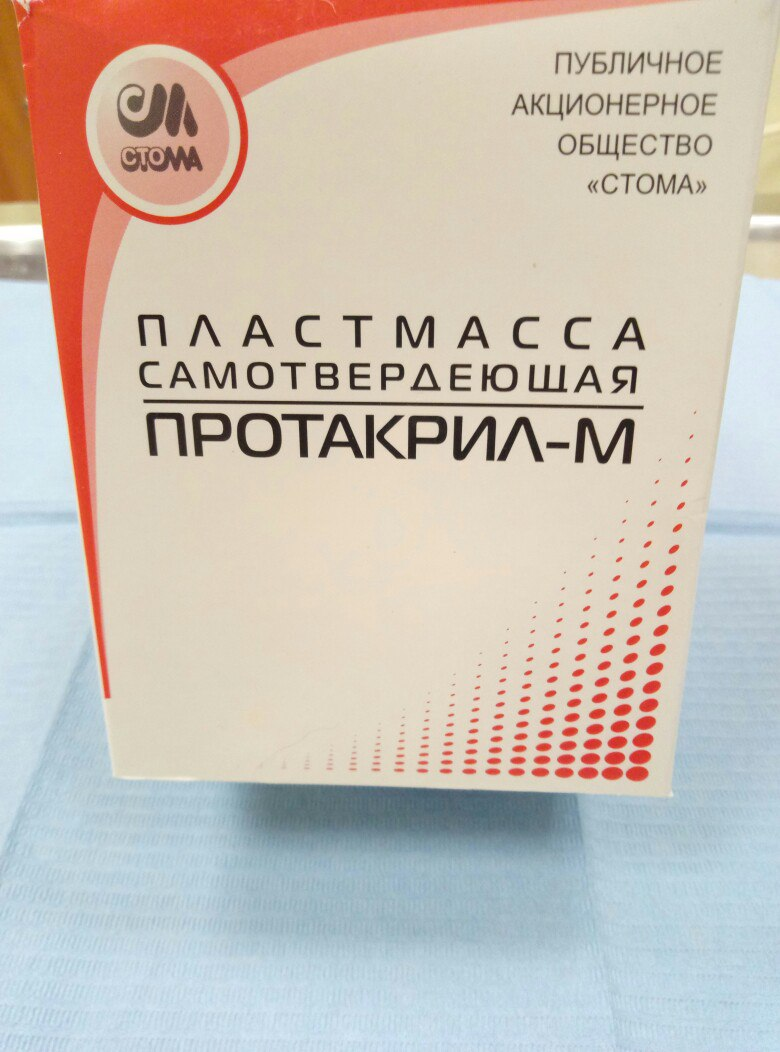 СТОМА
ПУБЛИЧНОЕ
АКЦИОНЕРНОЕ
ОБЩЕСТВО
«СТОМА»
ПЛАСТМАССА
САМОТВЕРДЕЮЩАЯ
ПРОТАКРИЛ-М